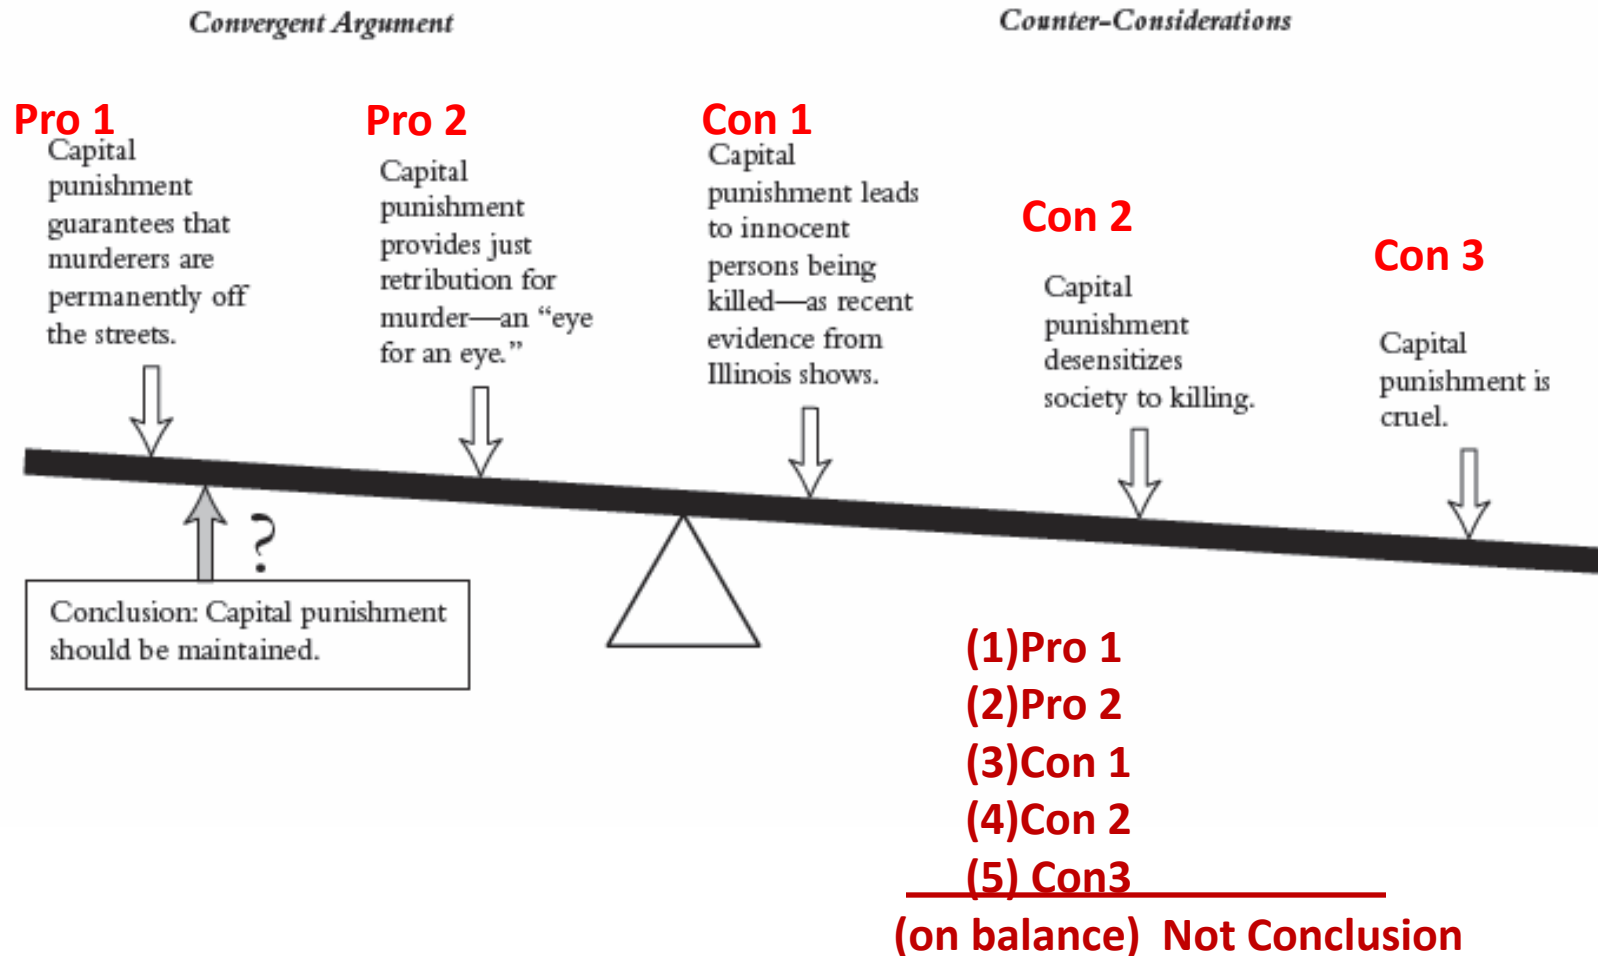 Convergent Argument
Counter-Considerations
Pro 1
Capital
punishment
guarantees that
murderers are
permanently off
the streets.
Pro 2
Capital
punishment
provides just
retribution for
murder—an “eye
for an eye.”
Con 1
Capital
punishment leads
to innocent
persons being
killed—as recent
evidence from
Illinois shows.
Con 2
Capital
punishment
desensitizes
society to killing.
Con 3
Capital
punishment is
cruel.
?
Conclusion: Capital punishment
should be maintained.
(1)Pro 1
(2)Pro 2
(3)Con 1
(4)Con 2
(5) Con3
(on balance) Not Conclusion